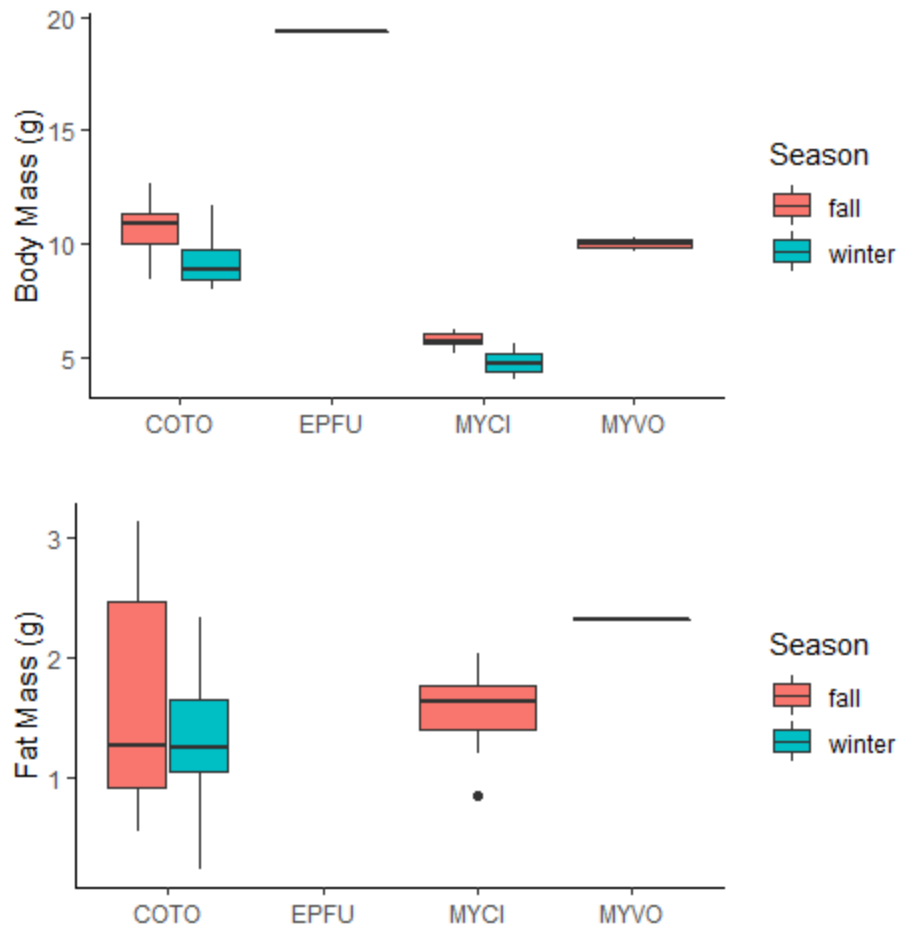 20
15
10
5
Body Mass (g)
COTO EPFU MYCI MYVO
Season
fall
winter
3
2
1
Fat Mass (g)
COTO EPFU MYCI MYVO
Season
fall
winter